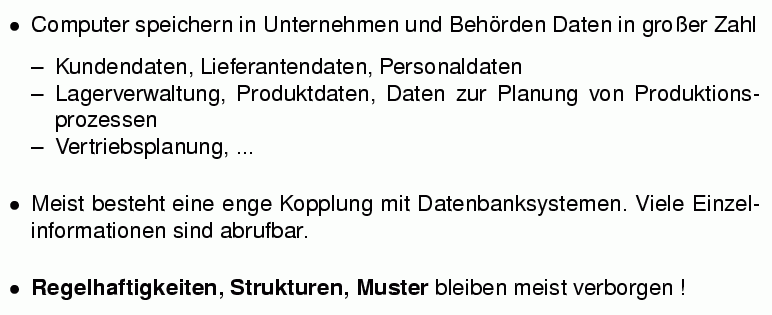 • Computer speichern in Unternehmen und Behörden Daten in großer Zahl
– Kundendaten, Lieferantendaten, Personaldaten
– Lagerverwaltung, Produktdaten, Daten zur Planung von Produktions-
prozessen
– Vertriebsplanung, ...
• Meist besteht eine enge Kopplung mit Datenbanksystemen. Viele Einzel-
informationen sind abrufbar.
• Regelhaftigkeiten, Strukturen, Muster bleiben meist verborgen !